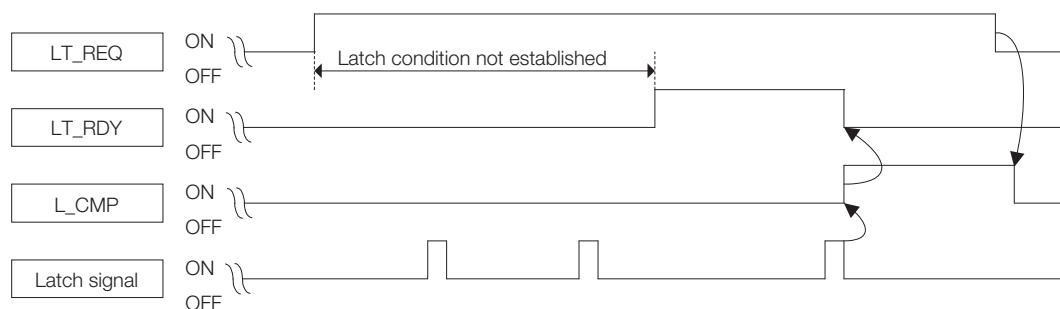 LT_REQ
ON
OFF
Latch condition not established
LT_RDY
ON
OFF
L_CMP
ON
OFF
Latch signal
ON
OFF